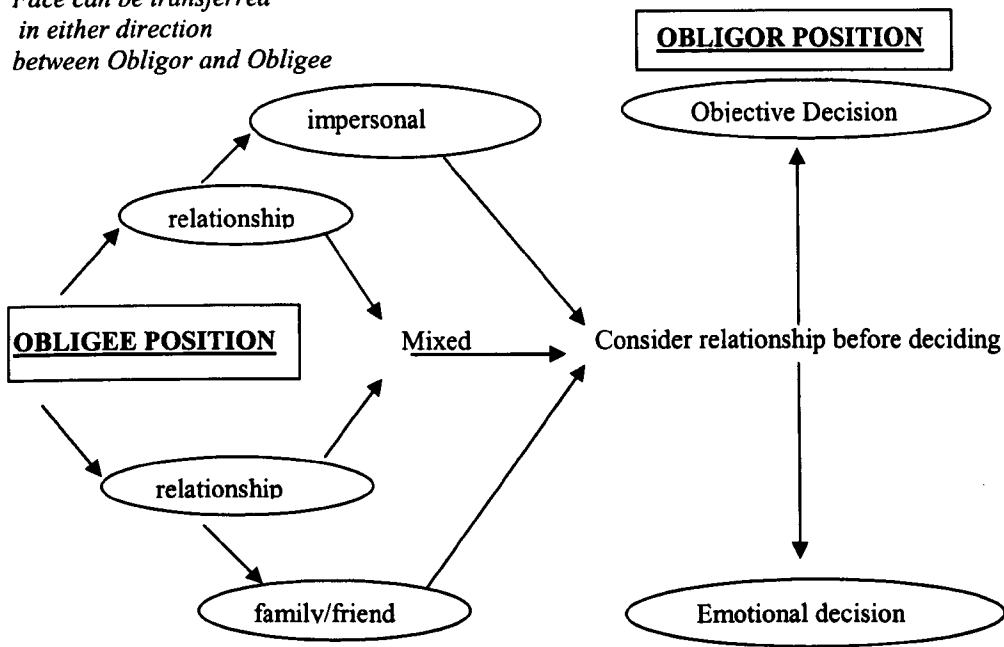 Face can be transferred
in either direction
between Obligor and Obligee
OBLIGOR POSITION
Objective Decision
impersonal
relationship
OBLIGEE POSITION
Mixed
Consider relationship before deciding
relationship
family/friend
Emotional decision